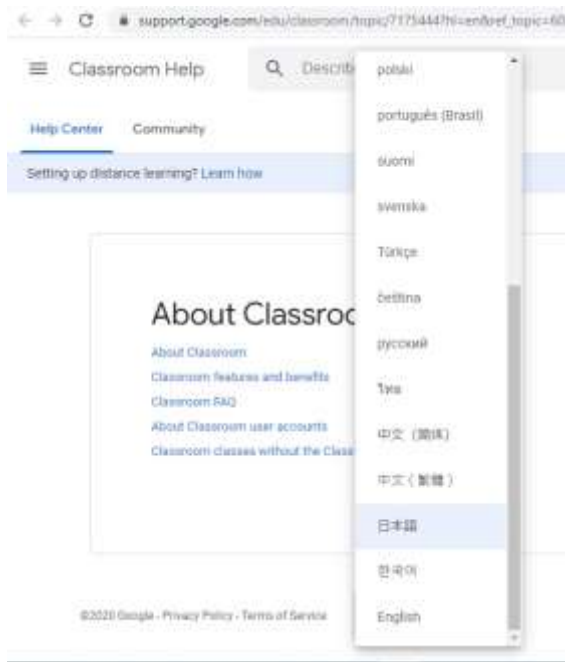 support.google.com/edu/classroom/topic/7175444?hl=en&ref_topic=60
Classroom Help
Describ
Help Center
Community
Setting up distance learning? Learn how
About Classroo
About Classroom
Classroom features and benefits
Classroom FAQ
About Classroom user accounts
Classroom classes without the Class
©2020 Google - Privacy Policy - Terms of Service
polski
português (Brasil)
suomi
svenska
Türkçe
čeština
русский
ไทย
中文（简体）
中文（繁體）
日本語
한국어
English